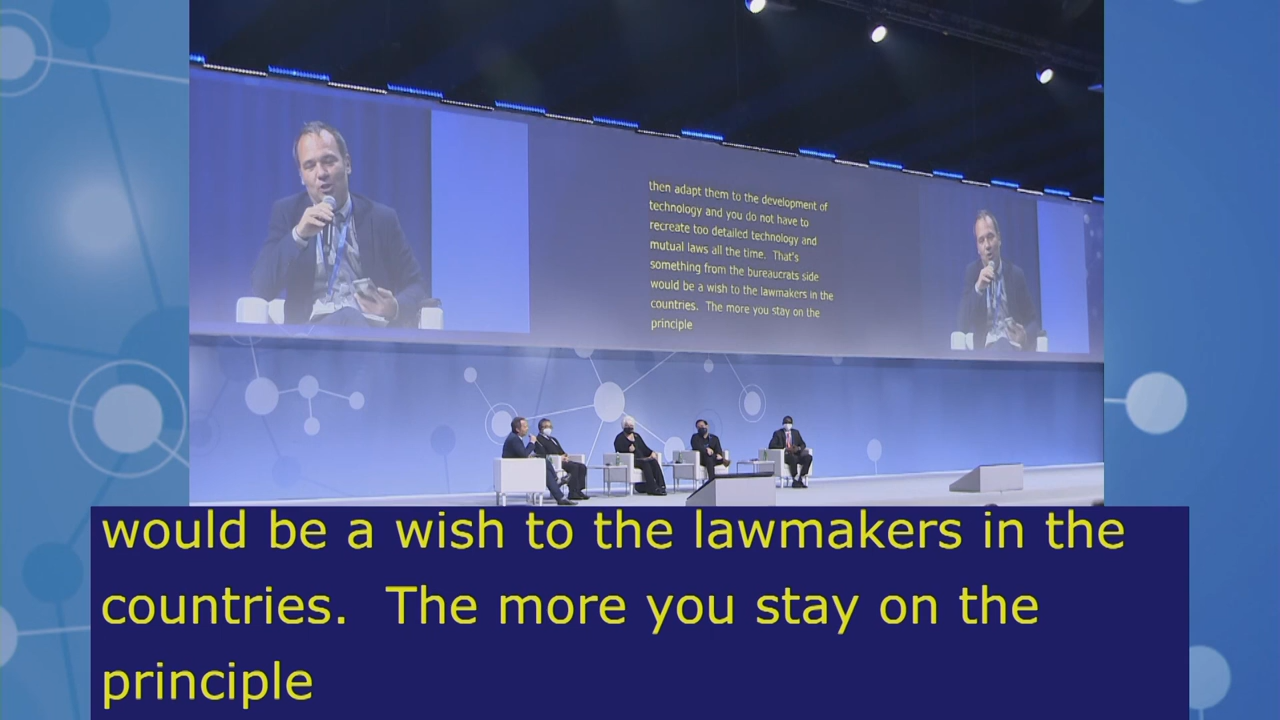 then adapt them to the development of
technology and you do not have to
recreate too detailed technology and
mutual laws all the time.  That's
something from the bureaucrats side
would be a wish to the lawmakers in the
countries.  The more you stay on the
principle
would be a wish to the lawmakers in the
countries.  The more you stay on the
principle